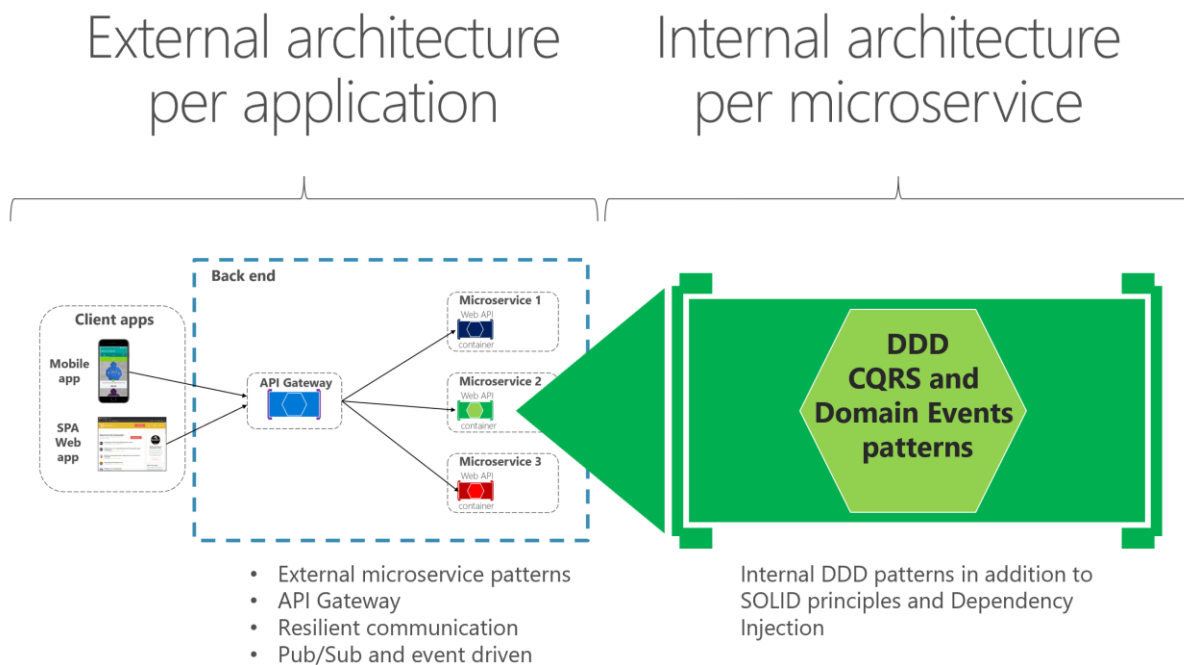 External architecture
per application
Internal architecture
per microservice
Back end
Client apps
Mobile
app
SPA
Web
app
API Gateway
Microservice 1
Web API
container
Microservice 2
Web API
container
Microservice 3
Web API
container
DDD
CQRS and
Domain Events
patterns
• External microservice patterns
• API Gateway
• Resilient communication
• Pub/Sub and event driven
Internal DDD patterns in addition to
SOLID principles and Dependency
Injection